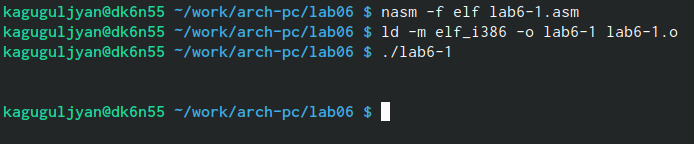 kaguguljyan@dk6n55 ~/work/arch-pc/lab06 $ nasm -f elf lab6-1.asm
kaguguljyan@dk6n55 ~/work/arch-pc/lab06 $ ld -m elf_i386 -o lab6-1 lab6-1.o
kaguguljyan@dk6n55 ~/work/arch-pc/lab06 $ ./lab6-1
kaguguljyan@dk6n55 ~/work/arch-pc/lab06 $